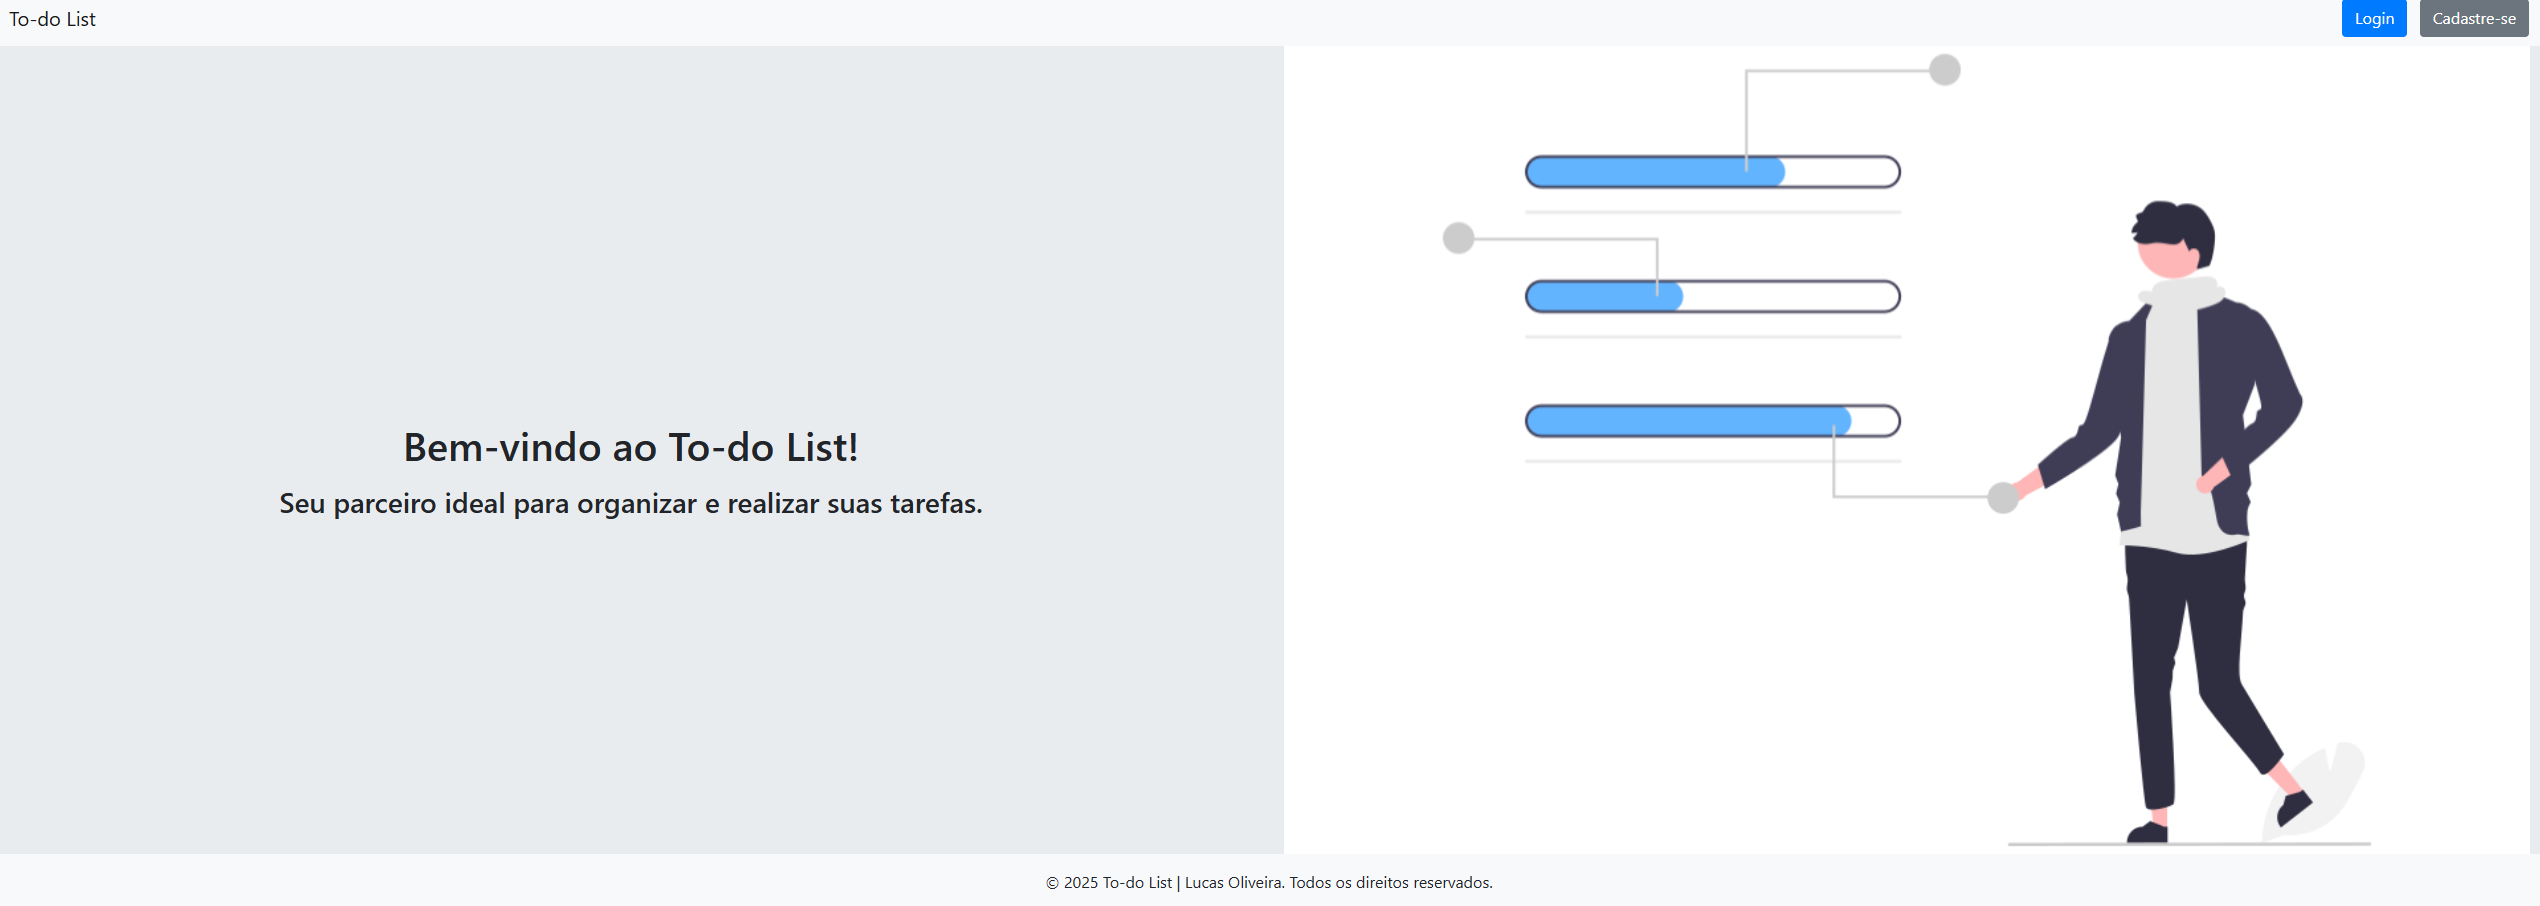 To-do List
Login
Cadastre-se
Bem-vindo ao To-do List!
Seu parceiro ideal para organizar e realizar suas tarefas.
© 2025 To-do List | Lucas Oliveira. Todos os direitos reservados.